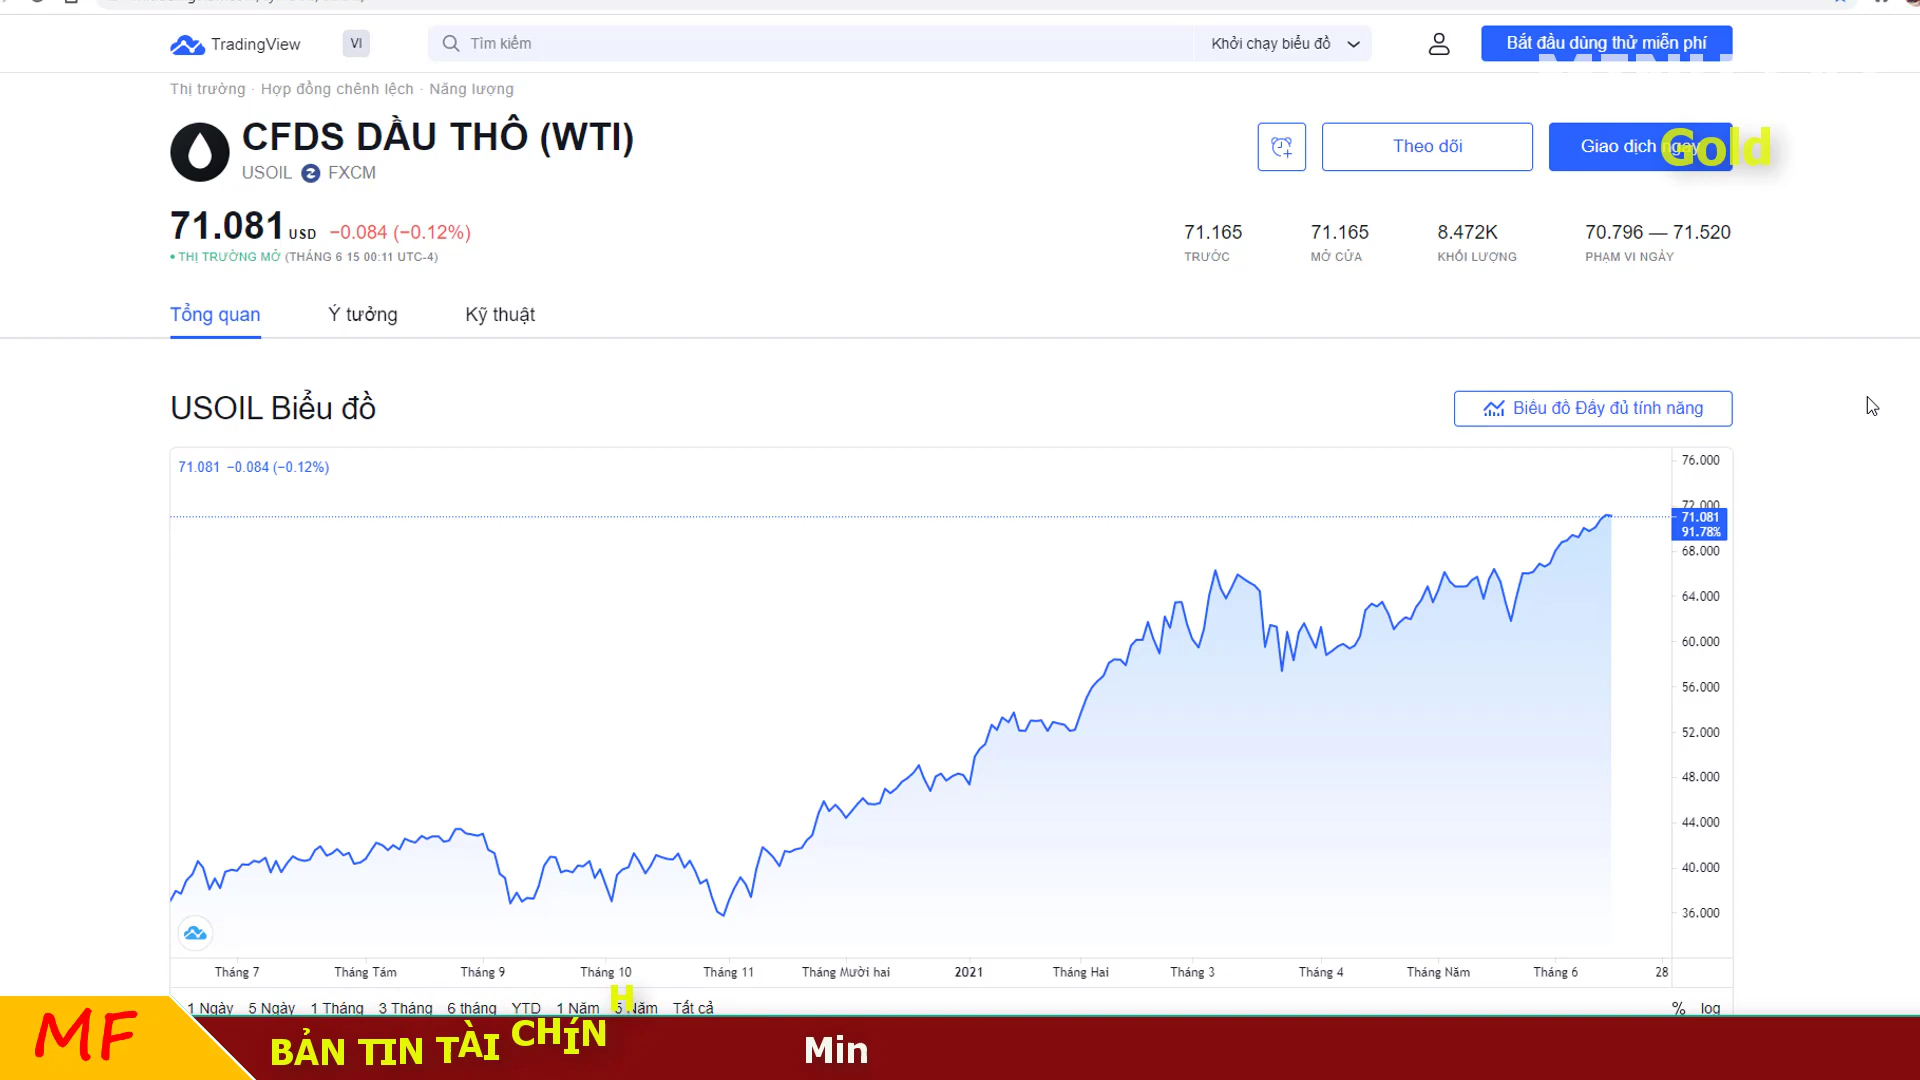 TradingView
VI
Tìm kiếm
Khởi chạy biểu đồ
Bắt đầu dùng thử miễn phí
Thị trường · Hợp đồng chênh lệch · Năng lượng
CFDS DẦU THÔ (WTI)
USOIL FXCM
Theo dõi
Giao dịch ngay
Gold
71.081 USD −0.084 (−0.12%)
THỊ TRƯỜNG MỞ (THÁNG 6 15 00:11 UTC-4)
71.165
TRƯỚC
71.165
MỞ CỬA
8.472K
KHỐI LƯỢNG
70.796 — 71.520
PHẠM VI NGÀY
Tổng quan
Ý tưởng
Kỹ thuật
USOIL Biểu đồ
Biểu đồ Đầy đủ tính năng
71.081 −0.084 (−0.12%)
76.000
72.000
71.081
91.78%
68.000
64.000
60.000
56.000
52.000
48.000
44.000
40.000
36.000
Tháng 7
Tháng Tám
Tháng 9
Tháng 10
Tháng 11
Tháng Mười hai
2021
Tháng Hai
Tháng 3
Tháng 4
Tháng Năm
Tháng 6
28
1 Ngày
5 Ngày
1 Tháng
3 Tháng
6 tháng
YTD
1 Năm
5 Năm
Tất cả
%
log
MF
BẢN TIN TÀI CHÍNH
Min